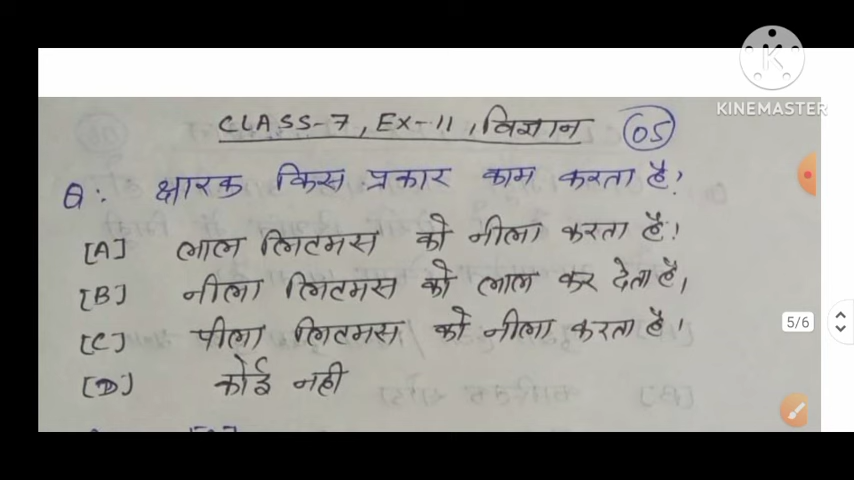 KINEMASTER
CLASS-7, EX-11, विज्ञान 05
Q: क्षारक किस प्रकार काम करता है?
[A] लाल लिटमस को नीला करता है।
[B] नीला लिटमस को लाल कर देता है,
[C] पीला लिटमस को नीला करता है।
5/6
[D] कोई नही